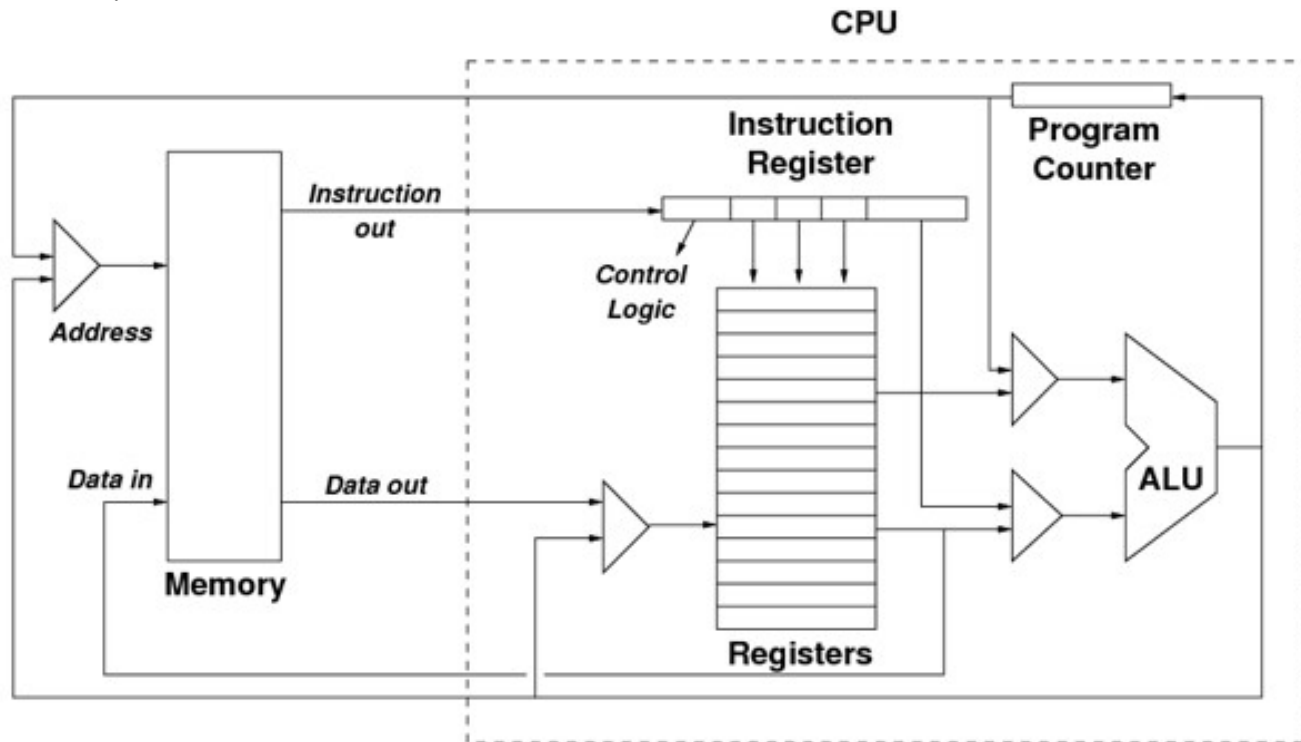 CPU
Instruction
Register
Program
Counter
Instruction
out
Control
Logic
Address
Data in
Data out
ALU
Memory
Registers